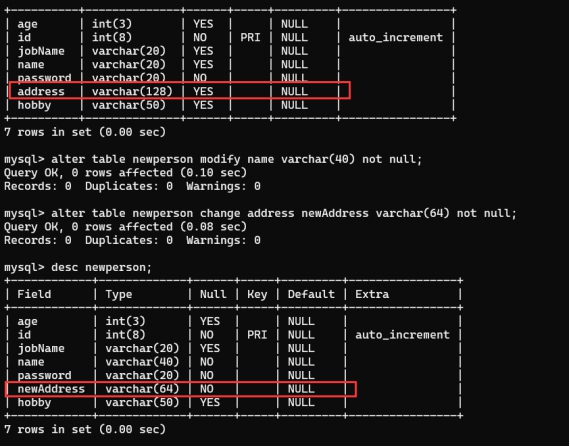 +-----------+--------------+------+-----+---------+----------------+
| age       | int(3)       | YES  |     | NULL    |                |
| id        | int(8)       | NO   | PRI | NULL    | auto_increment |
| jobName   | varchar(20)  | YES  |     | NULL    |                |
| name      | varchar(20)  | YES  |     | NULL    |                |
| password  | varchar(20)  | NO   |     | NULL    |                |
| address   | varchar(128) | YES  |     | NULL    |                |
| hobby     | varchar(50)  | YES  |     | NULL    |                |
+-----------+--------------+------+-----+---------+----------------+
7 rows in set (0.00 sec)
mysql> alter table newperson modify name varchar(40) not null;
Query OK, 0 rows affected (0.10 sec)
Records: 0  Duplicates: 0  Warnings: 0
mysql> alter table newperson change address newAddress varchar(64) not null;
Query OK, 0 rows affected (0.08 sec)
Records: 0  Duplicates: 0  Warnings: 0
mysql> desc newperson;
+------------+-------------+------+-----+---------+----------------+
| Field      | Type        | Null | Key | Default | Extra          |
+------------+-------------+------+-----+---------+----------------+
| age        | int(3)      | YES  |     | NULL    |                |
| id         | int(8)      | NO   | PRI | NULL    | auto_increment |
| jobName    | varchar(20) | YES  |     | NULL    |                |
| name       | varchar(40) | NO   |     | NULL    |                |
| password   | varchar(20) | NO   |     | NULL    |                |
| newAddress | varchar(64) | NO   |     | NULL    |                |
| hobby      | varchar(50) | YES  |     | NULL    |                |
+------------+-------------+------+-----+---------+----------------+
7 rows in set (0.00 sec)